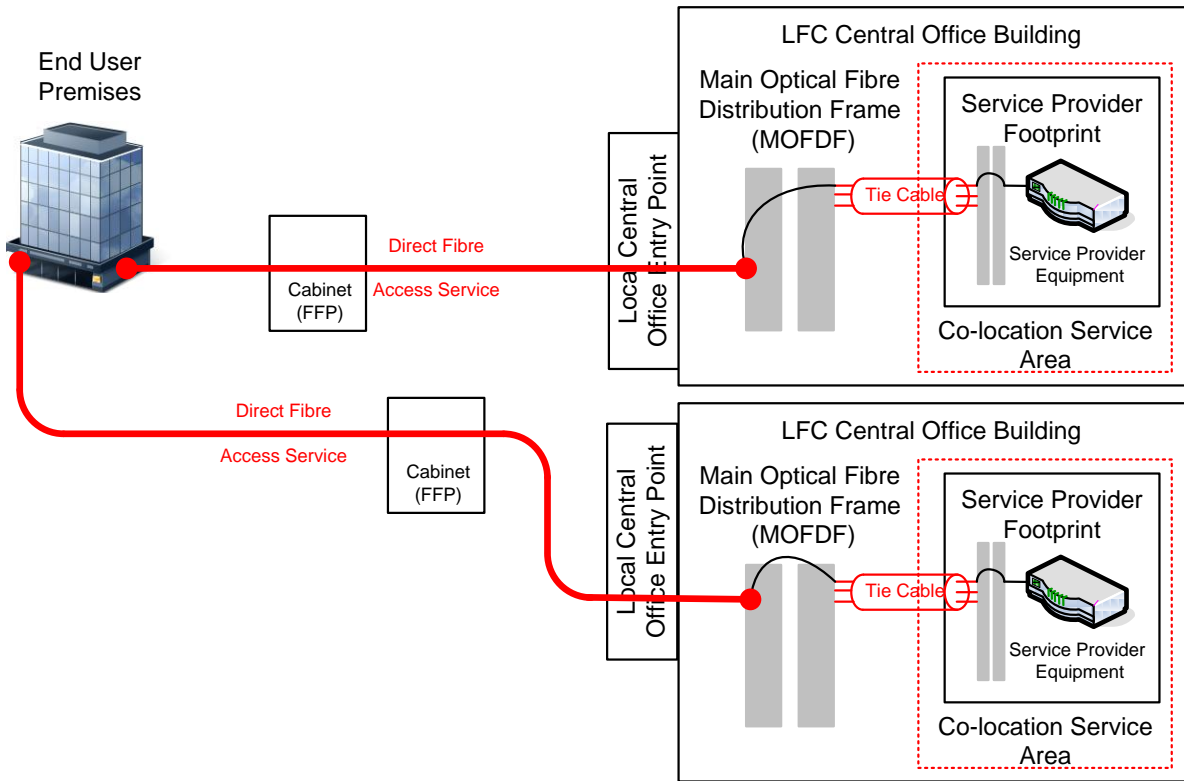 End User
Premises
Cabinet
(FFP)
Direct Fibre
Access Service
Local Central
Office Entry Point
LFC Central Office Building
Main Optical Fibre
Distribution Frame
(MOFDF)
Tie Cable
Service Provider
Footprint
Service Provider
Equipment
Co-location Service
Area
Direct Fibre
Access Service
Cabinet
(FFP)
Local Central
Office Entry Point
LFC Central Office Building
Main Optical Fibre
Distribution Frame
(MOFDF)
Tie Cable
Service Provider
Footprint
Service Provider
Equipment
Co-location Service
Area